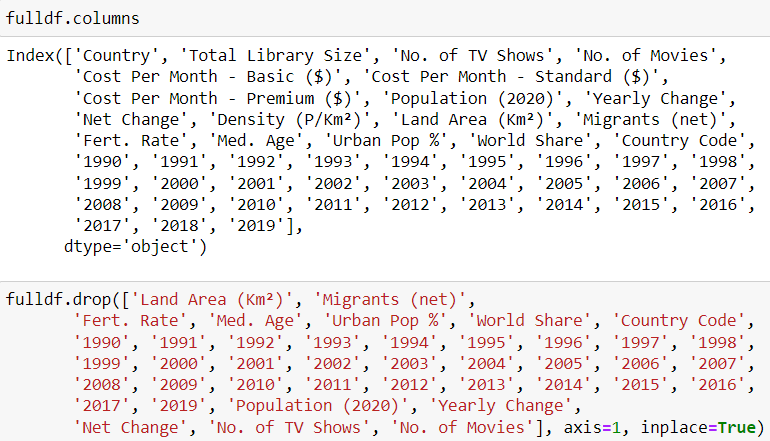 fulldf.columns
Index(['Country', 'Total Library Size', 'No. of TV Shows', 'No. of Movies',
'Cost Per Month - Basic ($)', 'Cost Per Month - Standard ($)',
'Cost Per Month - Premium ($)', 'Population (2020)', 'Yearly Change',
'Net Change', 'Density (P/Km²)', 'Land Area (Km²)', 'Migrants (net)',
'Fert. Rate', 'Med. Age', 'Urban Pop %', 'World Share', 'Country Code',
'1990', '1991', '1992', '1993', '1994', '1995', '1996', '1997', '1998',
'1999', '2000', '2001', '2002', '2003', '2004', '2005', '2006', '2007',
'2008', '2009', '2010', '2011', '2012', '2013', '2014', '2015', '2016',
'2017', '2018', '2019'],
dtype='object')
fulldf.drop(['Land Area (Km²)', 'Migrants (net)',
'Fert. Rate', 'Med. Age', 'Urban Pop %', 'World Share', 'Country Code',
'1990', '1991', '1992', '1993', '1994', '1995', '1996', '1997', '1998',
'1999', '2000', '2001', '2002', '2003', '2004', '2005', '2006', '2007',
'2008', '2009', '2010', '2011', '2012', '2013', '2014', '2015', '2016',
'2017', '2019', 'Population (2020)', 'Yearly Change',
'Net Change', 'No. of TV Shows', 'No. of Movies'], axis=1, inplace=True)